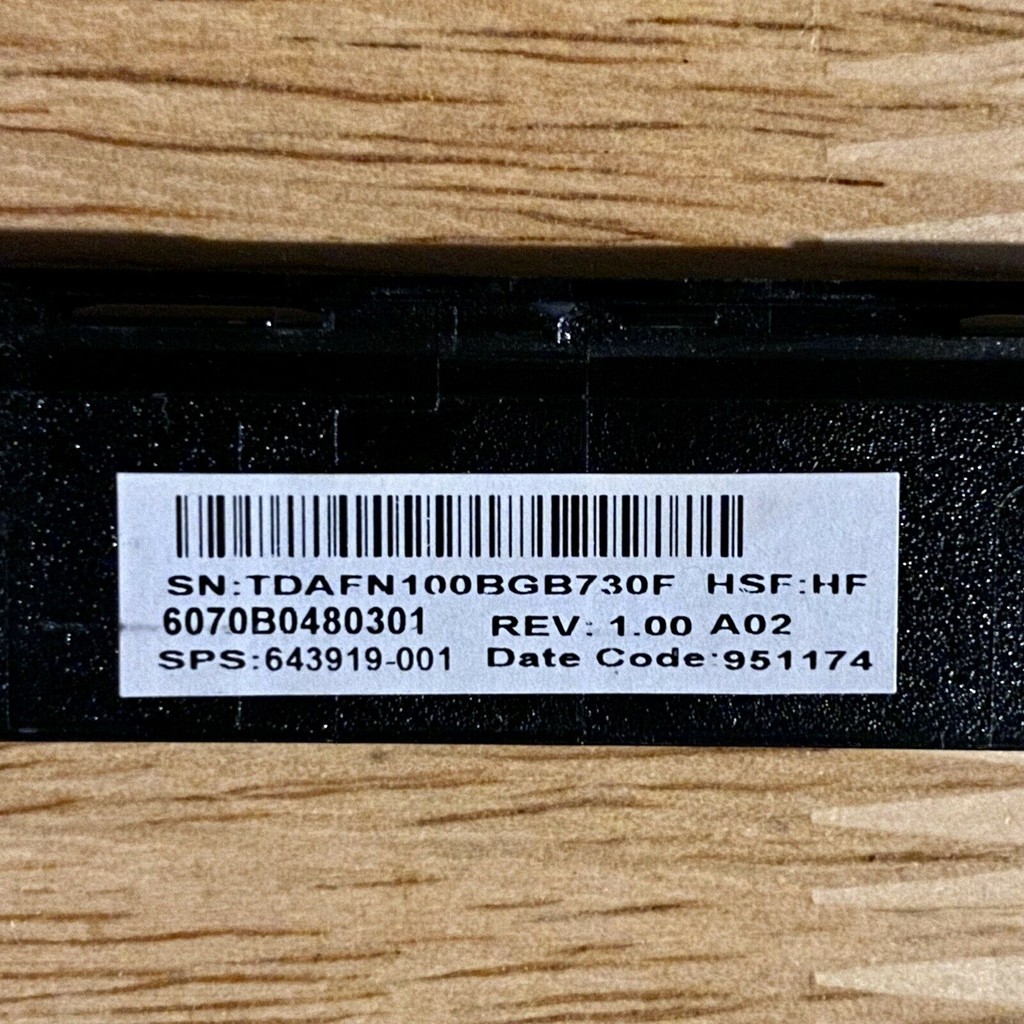 SN:TDAFN100BGB730F HSF:HF
6070B0480301 REV: 1.00 A02
SPS:643919-001 Date Code:951174